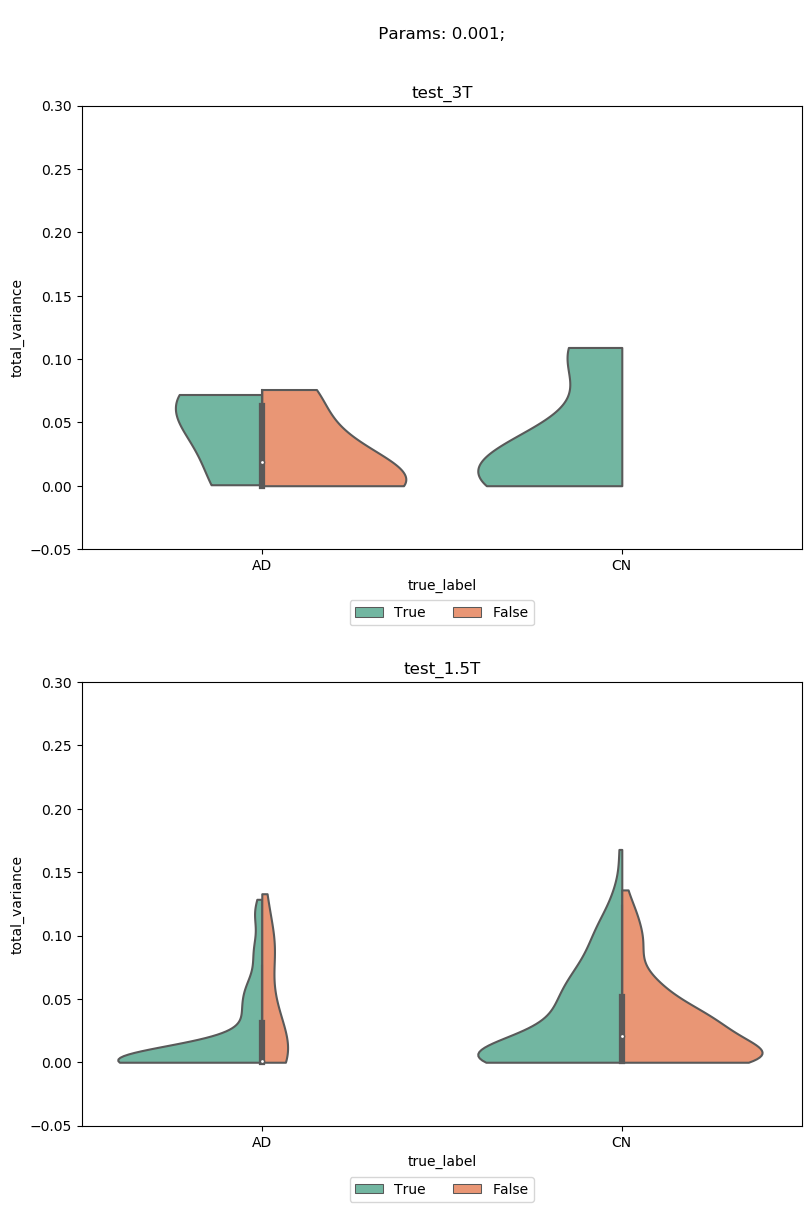 Params: 0.001;
test_3T
0.30
0.25
0.20
0.15
0.10
0.05
0.00
−0.05
total_variance
AD CN
true_label
True False
test_1.5T
0.30
0.25
0.20
0.15
0.10
0.05
0.00
−0.05
total_variance
AD CN
true_label
True False